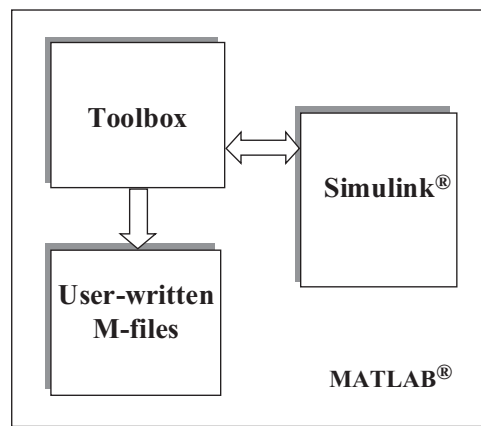 Toolbox
Simulink®
User-written
M-files
MATLAB®